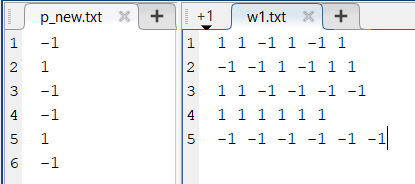 p_new.txt
1 -1
2 1
3 -1
4 -1
5 1
6 -1
+1 w1.txt
1 1 1 -1 1 -1 1
2 -1 -1 1 -1 1 1
3 1 1 -1 -1 -1 -1
4 1 1 1 1 1 1
5 -1 -1 -1 -1 -1 -1